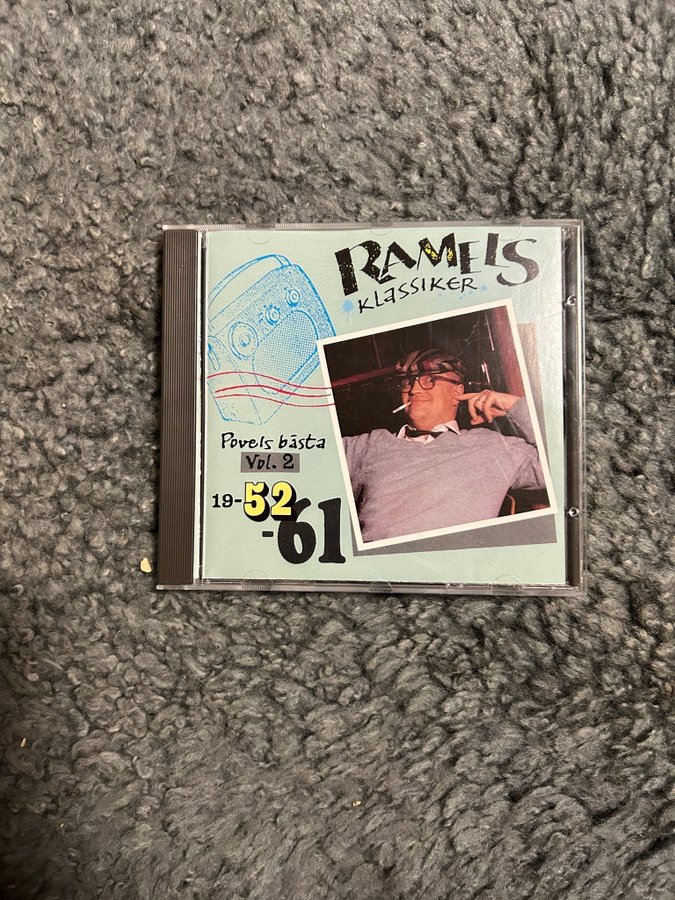 RAMELS
KLASSIKER
Povels bästa
Vol. 2
19-52
-61